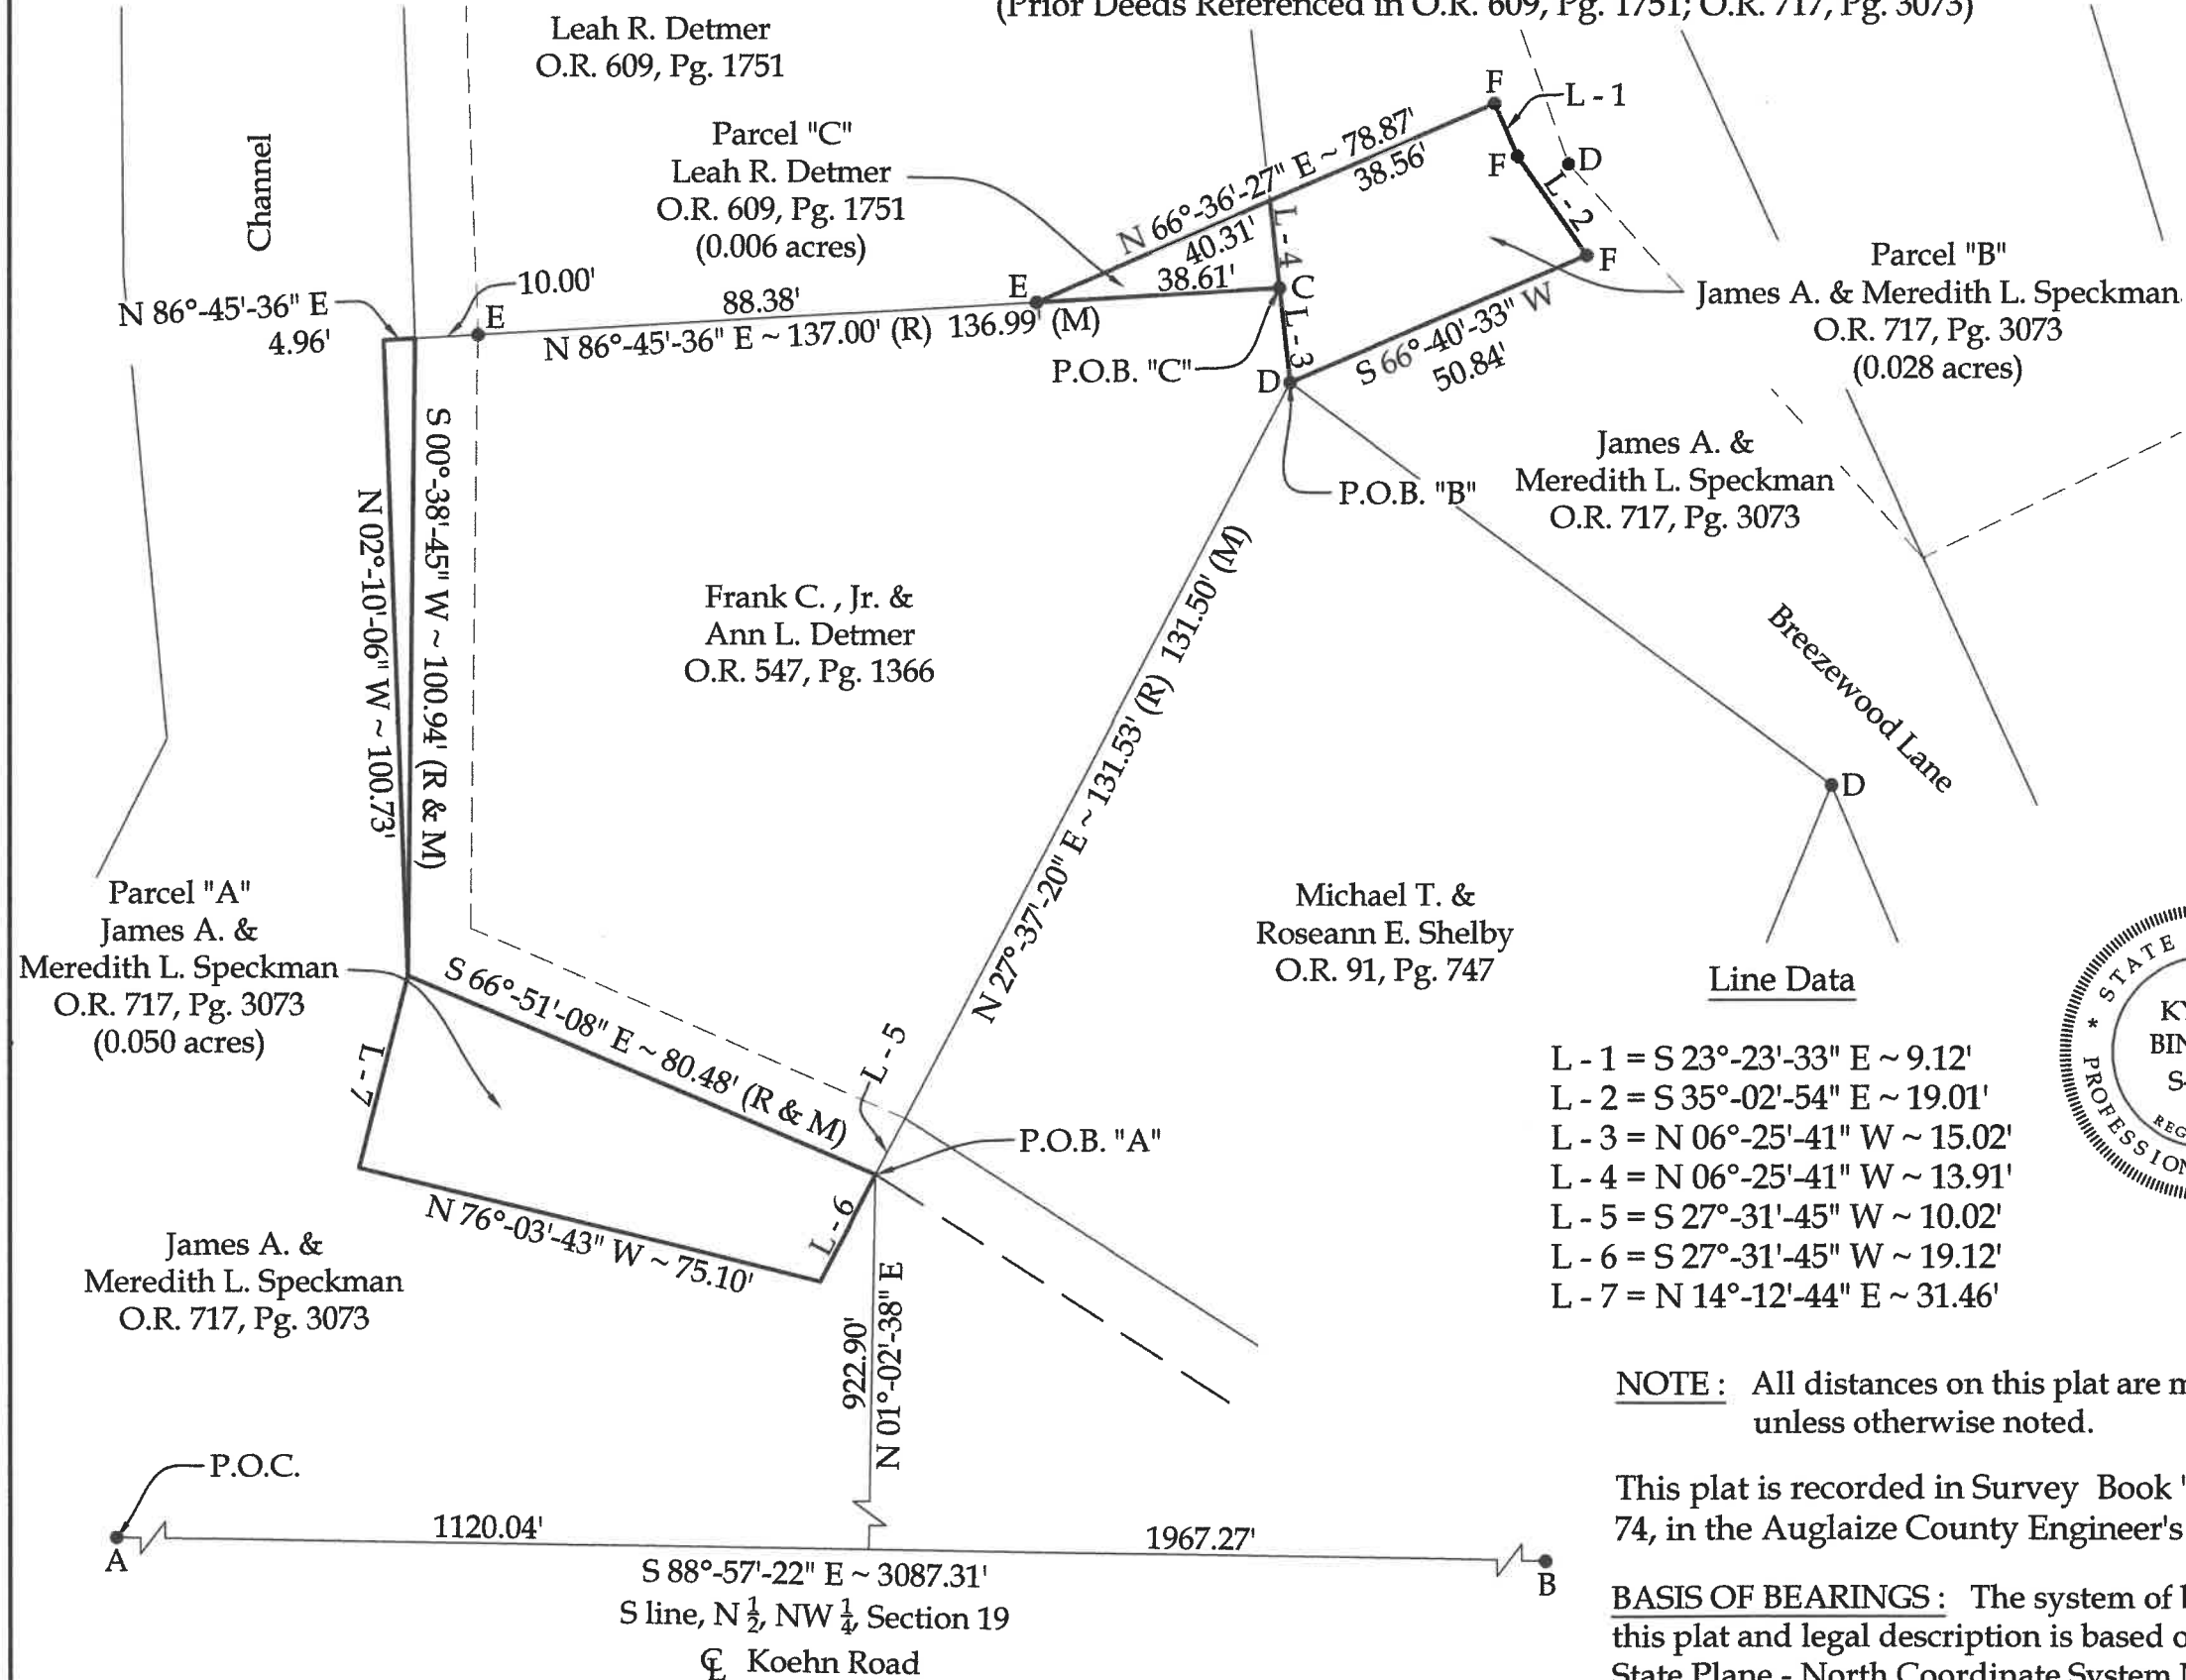 (Prior Deeds Referenced in O.R. 609, Pg. 1751; O.R. 717, Pg. 3073)
Leah R. Detmer
O.R. 609, Pg. 1751
Channel
Parcel "C"
Leah R. Detmer
O.R. 609, Pg. 1751
(0.006 acres)
F
L - 1
F
D
L - 2
F
N 66°-36'-27" E ~ 78.87'
38.56'
40.31'
L - 4
38.61'
E
C
L - 3
S 66°-40'-33" W
50.84'
D
P.O.B. "C"
Parcel "B"
James A. & Meredith L. Speckman
O.R. 717, Pg. 3073
(0.028 acres)
N 86°-45'-36" E
4.96'
10.00'
E
88.38'
N 86°-45'-36" E ~ 137.00' (R) 136.99' (M)
P.O.B. "B"
James A. &
Meredith L. Speckman
O.R. 717, Pg. 3073
N 02°-10'-06" W ~ 100.73'
S 00°-38'-45" W ~ 100.94' (R & M)
Frank C. , Jr. &
Ann L. Detmer
O.R. 547, Pg. 1366
N 27°-37'-20" E ~ 131.53' (R) 131.50' (M)
Breezewood Lane
D
Parcel "A"
James A. &
Meredith L. Speckman
O.R. 717, Pg. 3073
(0.050 acres)
Michael T. &
Roseann E. Shelby
O.R. 91, Pg. 747
S 66°-51'-08" E ~ 80.48' (R & M)
L - 5
L - 7
P.O.B. "A"
L - 6
N 76°-03'-43" W ~ 75.10'
James A. &
Meredith L. Speckman
O.R. 717, Pg. 3073
922.90'
N 01°-02'-38" E
Line Data
L - 1 = S 23°-23'-33" E ~ 9.12'
L - 2 = S 35°-02'-54" E ~ 19.01'
L - 3 = N 06°-25'-41" W ~ 15.02'
L - 4 = N 06°-25'-41" W ~ 13.91'
L - 5 = S 27°-31'-45" W ~ 10.02'
L - 6 = S 27°-31'-45" W ~ 19.12'
L - 7 = N 14°-12'-44" E ~ 31.46'
* STATE
PROFESSION
KY
BIN
S-
REG
NOTE : All distances on this plat are m
unless otherwise noted.
This plat is recorded in Survey Book "
74, in the Auglaize County Engineer's
BASIS OF BEARINGS : The system of
this plat and legal description is based o
State Plane - North Coordinate System
P.O.C.
A
1120.04'
1967.27'
B
S 88°-57'-22" E ~ 3087.31'
S line, N ½, NW ¼, Section 19
℄ Koehn Road